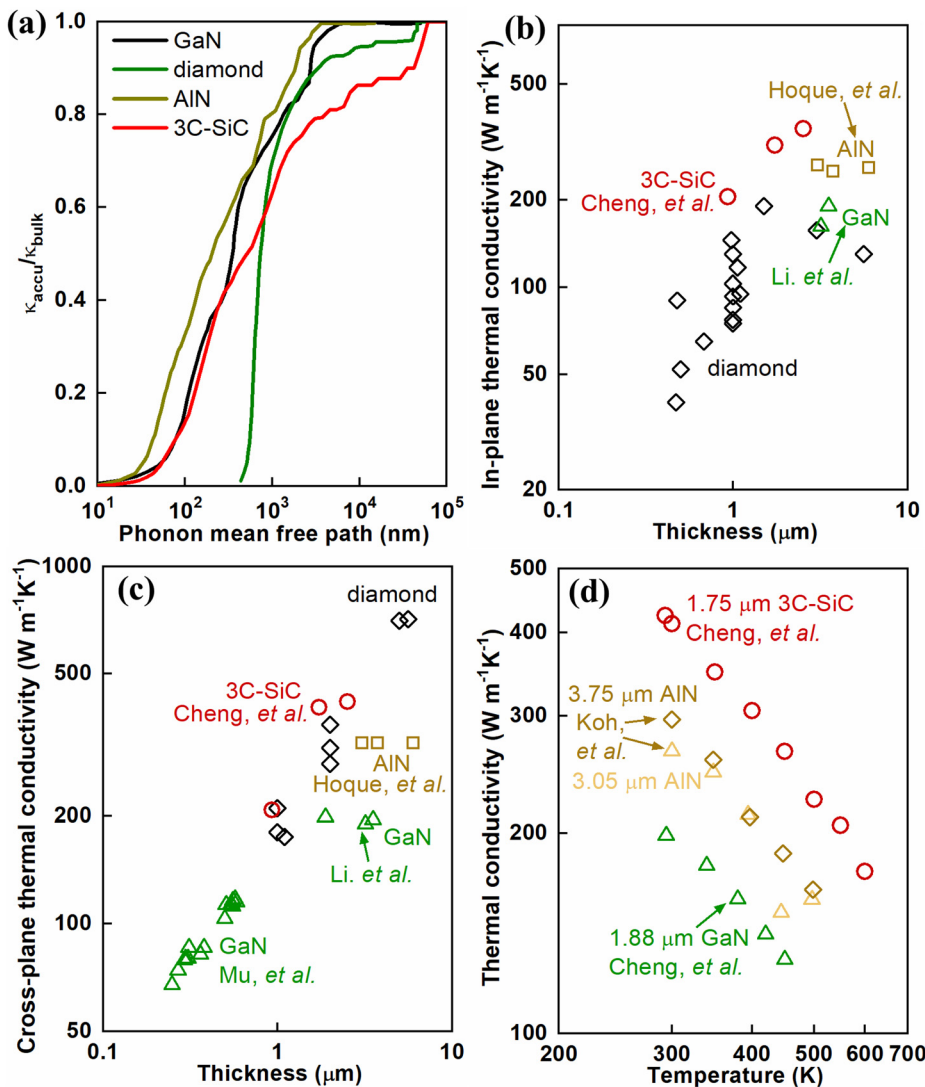 (a)
GaN
diamond
AlN
3C-SiC
κaccu/κbulk
1.0
0.8
0.6
0.4
0.2
0.0
10¹ 10² 10³ 10⁴ 10⁵
Phonon mean free path (nm)
(b)
In-plane thermal conductivity (W m⁻¹K⁻¹)
500
200
100
50
20
Hoque, et al.
AlN
3C-SiC
Cheng, et al.
GaN
Li. et al.
diamond
0.1 1 10
Thickness (μm)
(c)
Cross-plane thermal conductivity (W m⁻¹K⁻¹)
1000
500
200
100
50
diamond
3C-SiC
Cheng, et al.
AlN
Hoque, et al.
GaN
Li. et al.
GaN
Mu, et al.
0.1 1 10
Thickness (μm)
(d)
Thermal conductivity (W m⁻¹K⁻¹)
500
400
300
200
100
1.75 μm 3C-SiC
Cheng, et al.
3.75 μm AlN
Koh,
et al.
3.05 μm AlN
1.88 μm GaN
Cheng, et al.
200 300 400 500 600 700
Temperature (K)